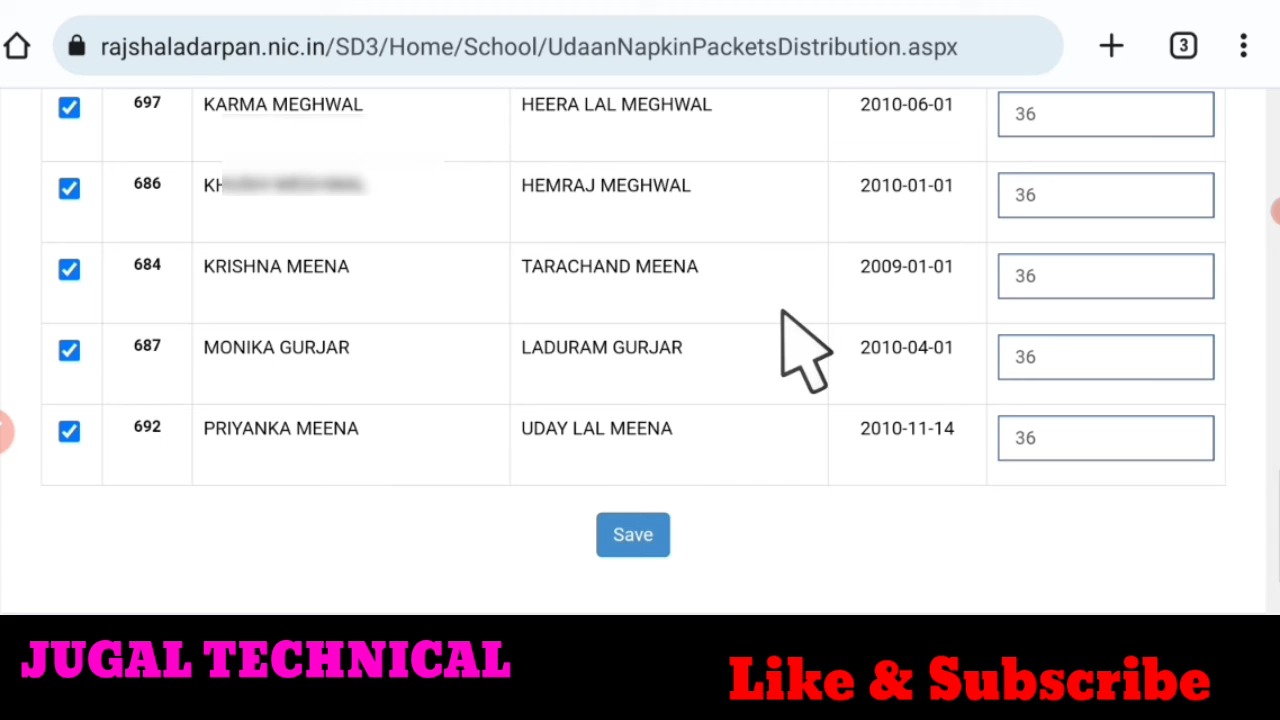 rajshaladarpan.nic.in/SD3/Home/School/UdaanNapkinPacketsDistribution.aspx 3
697 KARMA MEGHWAL HEERA LAL MEGHWAL 2010-06-01 36
686 HEMRAJ MEGHWAL 2010-01-01 36
684 KRISHNA MEENA TARACHAND MEENA 2009-01-01 36
687 MONIKA GURJAR LADURAM GURJAR 2010-04-01 36
692 PRIYANKA MEENA UDAY LAL MEENA 2010-11-14 36
Save
JUGAL TECHNICAL
Like & Subscribe